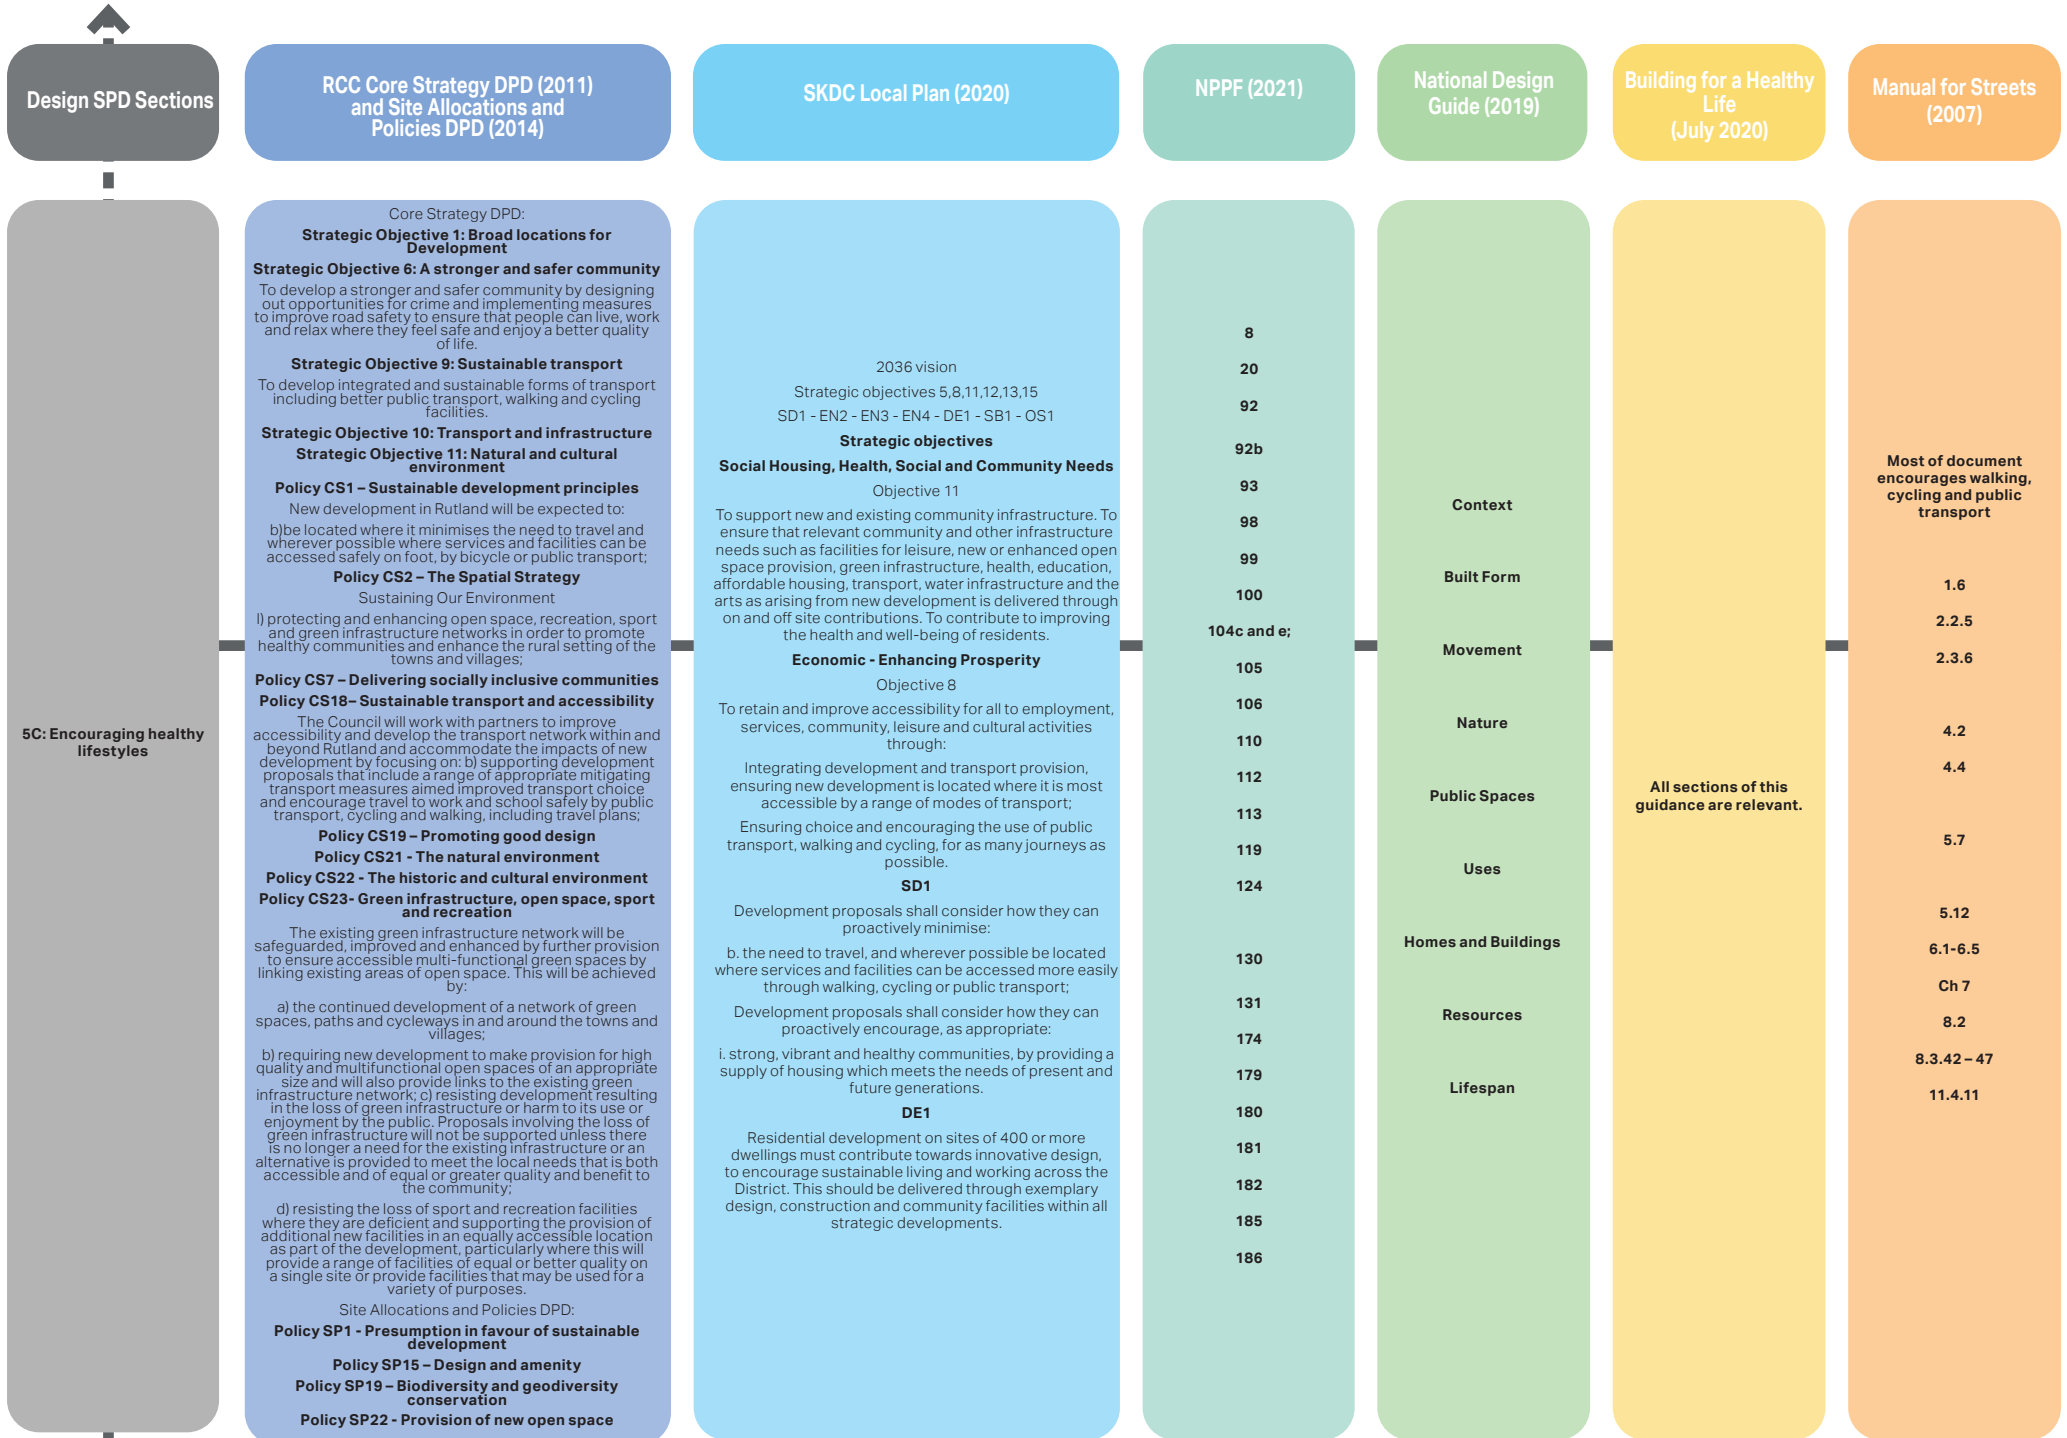 Design SPD Sections
RCC Core Strategy DPD (2011)
and Site Allocations and
Policies DPD (2014)
SKDC Local Plan (2020)
NPPF (2021)
National Design
Guide (2019)
Building for a Healthy
Life
(July 2020)
Manual for Streets
(2007)
5C: Encouraging healthy
lifestyles
Core Strategy DPD:
Strategic Objective 1: Broad locations for
Development
Strategic Objective 6: A stronger and safer community
To develop a stronger and safer community by designing
out opportunities for crime and implementing measures
to improve road safety to ensure that people can live, work
and relax where they feel safe and enjoy a better quality
of life.
Strategic Objective 9: Sustainable transport
To develop integrated and sustainable forms of transport
including better public transport, walking and cycling
facilities.
Strategic Objective 10: Transport and infrastructure
Strategic Objective 11: Natural and cultural
environment
Policy CS1 – Sustainable development principles
New development in Rutland will be expected to:
b)be located where it minimises the need to travel and
wherever possible where services and facilities can be
accessed safely on foot, by bicycle or public transport;
Policy CS2 – The Spatial Strategy
Sustaining Our Environment
l) protecting and enhancing open space, recreation, sport
and green infrastructure networks in order to promote
healthy communities and enhance the rural setting of the
towns and villages;
Policy CS7 – Delivering socially inclusive communities
Policy CS18– Sustainable transport and accessibility
The Council will work with partners to improve
accessibility and develop the transport network within and
beyond Rutland and accommodate the impacts of new
development by focusing on: b) supporting development
proposals that include a range of appropriate mitigating
transport measures aimed improved transport choice
and encourage travel to work and school safely by public
transport, cycling and walking, including travel plans;
Policy CS19 – Promoting good design
Policy CS21 - The natural environment
Policy CS22 - The historic and cultural environment
Policy CS23- Green infrastructure, open space, sport
and recreation
The existing green infrastructure network will be
safeguarded, improved and enhanced by further provision
to ensure accessible multi-functional green spaces by
linking existing areas of open space. This will be achieved
by:
a) the continued development of a network of green
spaces, paths and cycleways in and around the towns and
villages;
b) requiring new development to make provision for high
quality and multifunctional open spaces of an appropriate
size and will also provide links to the existing green
infrastructure network; c) resisting development resulting
in the loss of green infrastructure or harm to its use or
enjoyment by the public. Proposals involving the loss of
green infrastructure will not be supported unless there
is no longer a need for the existing infrastructure or an
alternative is provided to meet the local needs that is both
accessible and of equal or greater quality and benefit to
the community;
d) resisting the loss of sport and recreation facilities
where they are deficient and supporting the provision of
additional new facilities in an equally accessible location
as part of the development, particularly where this will
provide a range of facilities of equal or better quality on
a single site or provide facilities that may be used for a
variety of purposes.
Site Allocations and Policies DPD:
Policy SP1 - Presumption in favour of sustainable
development
Policy SP15 – Design and amenity
Policy SP19 – Biodiversity and geodiversity
conservation
Policy SP22 - Provision of new open space
2036 vision
Strategic objectives 5,8,11,12,13,15
SD1 - EN2 - EN3 - EN4 - DE1 - SB1 - OS1
Strategic objectives
Social Housing, Health, Social and Community Needs
Objective 11
To support new and existing community infrastructure. To
ensure that relevant community and other infrastructure
needs such as facilities for leisure, new or enhanced open
space provision, green infrastructure, health, education,
affordable housing, transport, water infrastructure and the
arts as arising from new development is delivered through
on and off site contributions. To contribute to improving
the health and well-being of residents.
Economic - Enhancing Prosperity
Objective 8
To retain and improve accessibility for all to employment,
services, community, leisure and cultural activities
through:
Integrating development and transport provision,
ensuring new development is located where it is most
accessible by a range of modes of transport;
Ensuring choice and encouraging the use of public
transport, walking and cycling, for as many journeys as
possible.
SD1
Development proposals shall consider how they can
proactively minimise:
b. the need to travel, and wherever possible be located
where services and facilities can be accessed more easily
through walking, cycling or public transport;
Development proposals shall consider how they can
proactively encourage, as appropriate:
i. strong, vibrant and healthy communities, by providing a
supply of housing which meets the needs of present and
future generations.
DE1
Residential development on sites of 400 or more
dwellings must contribute towards innovative design,
to encourage sustainable living and working across the
District. This should be delivered through exemplary
design, construction and community facilities within all
strategic developments.
8
20
92
92b
93
98
99
100
104c and e;
105
106
110
112
113
119
124
130
131
174
179
180
181
182
185
186
Context
Built Form
Movement
Nature
Public Spaces
Uses
Homes and Buildings
Resources
Lifespan
All sections of this
guidance are relevant.
Most of document
encourages walking,
cycling and public
transport
1.6
2.2.5
2.3.6
4.2
4.4
5.7
5.12
6.1-6.5
Ch 7
8.2
8.3.42 – 47
11.4.11